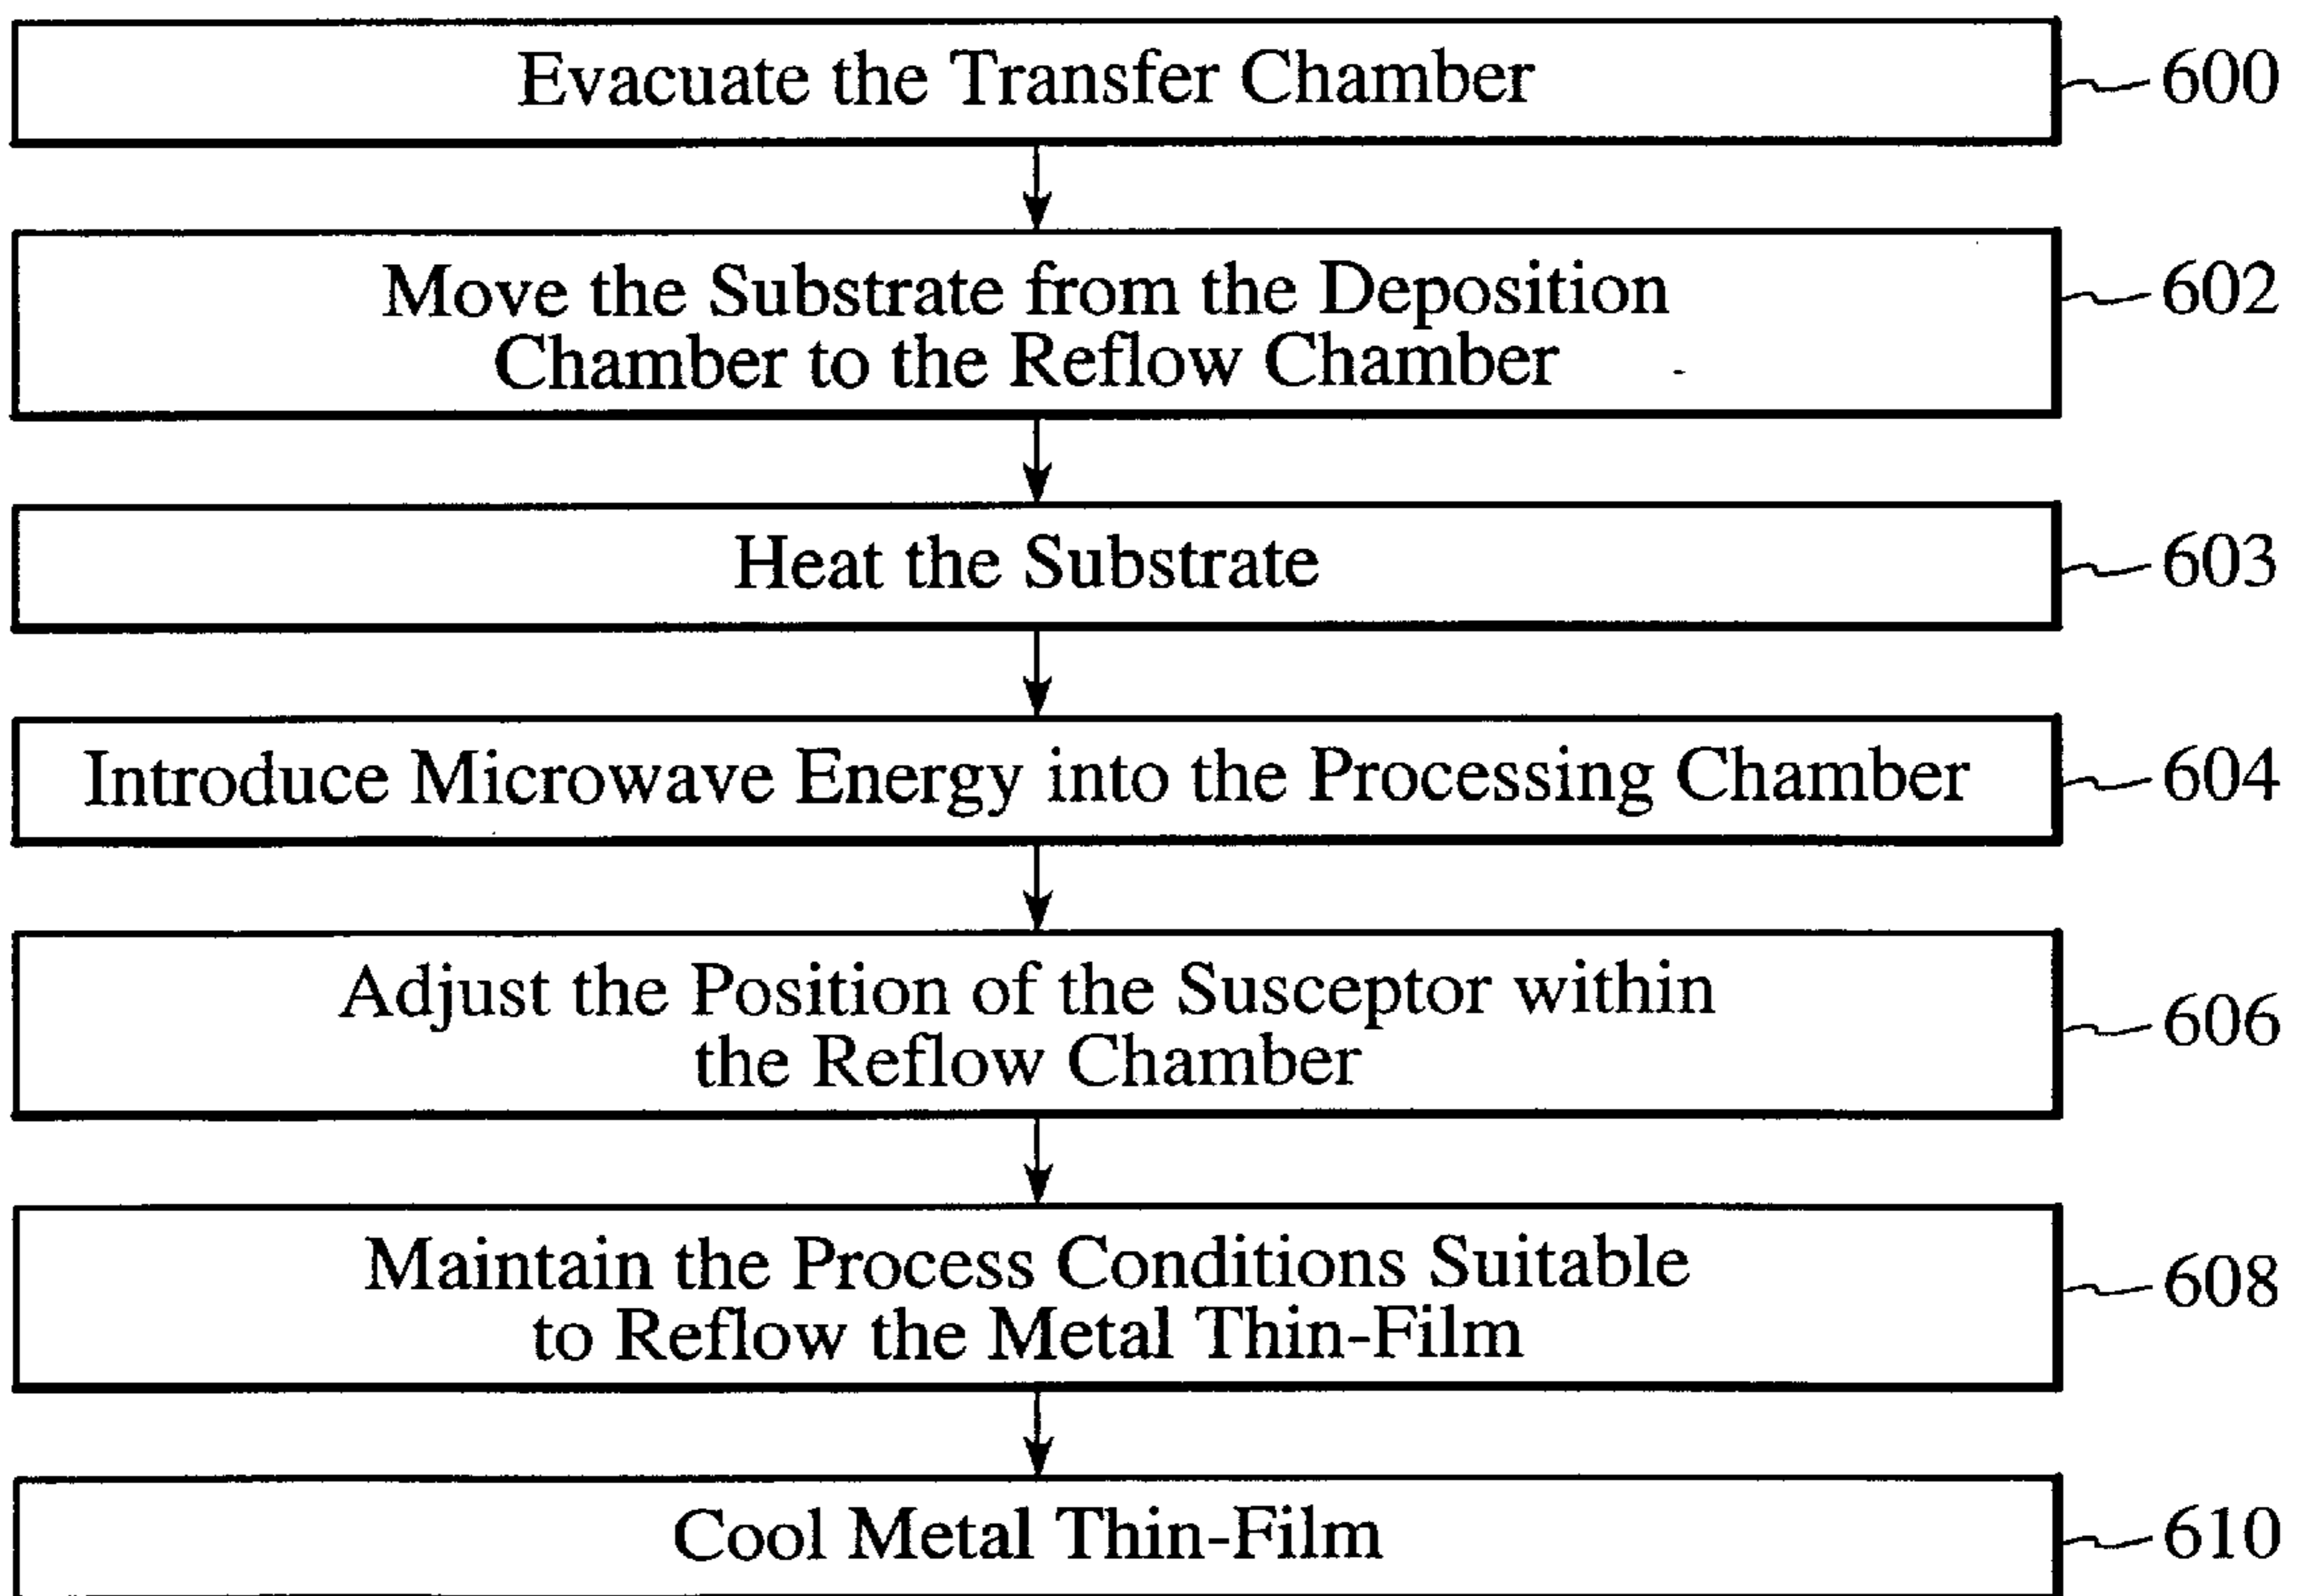 Evacuate the Transfer Chamber
600
Move the Substrate from the Deposition
Chamber to the Reflow Chamber
602
Heat the Substrate
603
Introduce Microwave Energy into the Processing Chamber
604
Adjust the Position of the Susceptor within
the Reflow Chamber
606
Maintain the Process Conditions Suitable
to Reflow the Metal Thin-Film
608
Cool Metal Thin-Film
610